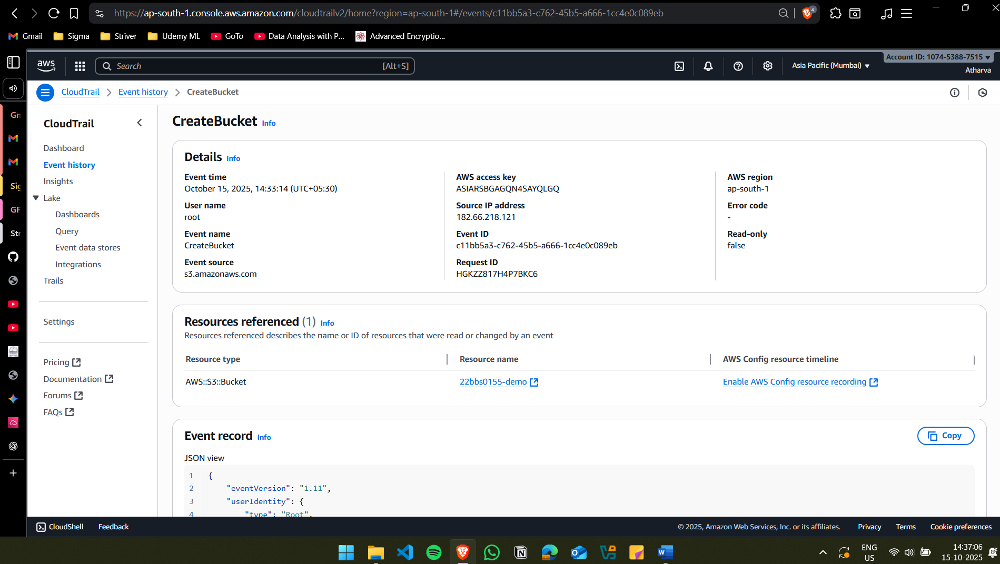 https://ap-south-1.console.aws.amazon.com/cloudtrailv2/home?region=ap-south-1#/events/c11bb5a3-c762-45b5-a666-1cc4e0c089eb
4
Gmail Sigma Striver Udemy ML GoTo Data Analysis with P... Advanced Encryptio...
aws Search [Alt+S] Asia Pacific (Mumbai) Account ID: 1074-5388-7515
Atharva
CloudTrail Event history CreateBucket
Gm
Sig
GF
Str
CloudTrail
Dashboard
Event history
Insights
Lake
Dashboards
Query
Event data stores
Integrations
Trails
Settings
Pricing
Documentation
Forums
FAQs
CreateBucket Info
Details Info
Event time
October 15, 2025, 14:33:14 (UTC+05:30)
User name
root
Event name
CreateBucket
Event source
s3.amazonaws.com
AWS access key
ASIARSBGAGQN4SAYQLGQ
Source IP address
182.66.218.121
Event ID
c11bb5a3-c762-45b5-a666-1cc4e0c089eb
Request ID
HGKZZ817H4P7BKC6
AWS region
ap-south-1
Error code
-
Read-only
false
Resources referenced (1) Info
Resources referenced describes the name or ID of resources that were read or changed by an event
Resource type Resource name AWS Config resource timeline
AWS::S3::Bucket 22bbs0155-demo Enable AWS Config resource recording
Event record Info
Copy
JSON view
1 {
2 "eventVersion": "1.11",
3 "userIdentity": {
4 "type": "Root",
CloudShell Feedback © 2025, Amazon Web Services, Inc. or its affiliates. Privacy Terms Cookie preferences
ENG
US
14:37:06
15-10-2025